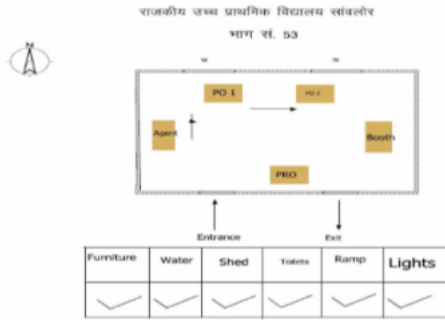 राजकीय उच्च प्राथमिक विद्यालय सांवलोर
भाग सं. 53
N
W W
PO 1 PO 2
Agent Booth
PRO
Entrance Exit
Furniture Water Shed Toilets Ramp Lights